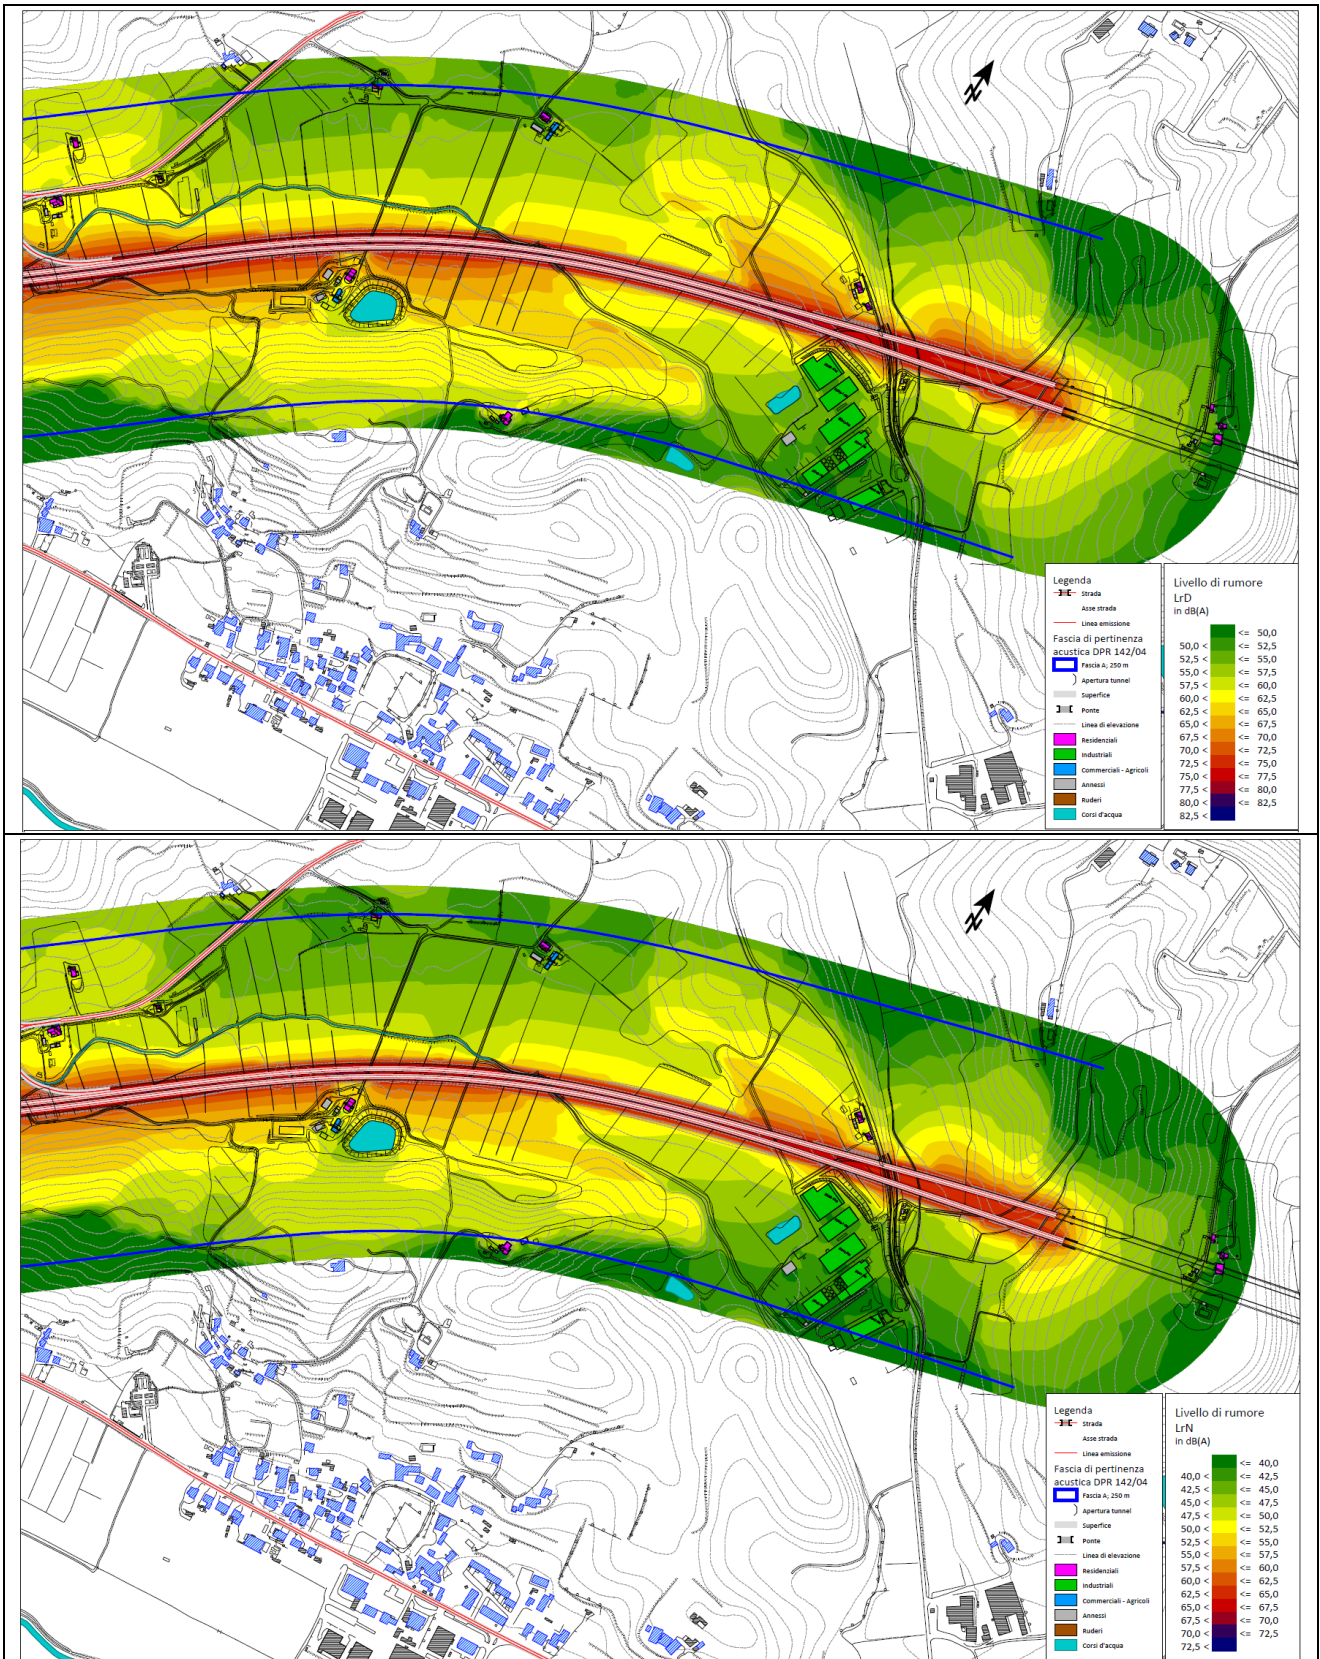 N
Legenda
Strada
Asse strada
Linea emissione
Fascia di pertinenza
acustica DPR 142/04
Fascia A; 250 m
Apertura tunnel
Superfice
Ponte
Linea di elevazione
Residenziali
Industriali
Commerciali - Agricoli
Annessi
Ruderi
Corsi d'acqua
Livello di rumore
LrD
in dB(A)
<= 50,0
50,0 < <= 52,5
52,5 < <= 55,0
55,0 < <= 57,5
57,5 < <= 60,0
60,0 < <= 62,5
62,5 < <= 65,0
65,0 < <= 67,5
67,5 < <= 70,0
70,0 < <= 72,5
72,5 < <= 75,0
75,0 < <= 77,5
77,5 < <= 80,0
80,0 < <= 82,5
82,5 <
N
Legenda
Strada
Asse strada
Linea emissione
Fascia di pertinenza
acustica DPR 142/04
Fascia A; 250 m
Apertura tunnel
Superfice
Ponte
Linea di elevazione
Residenziali
Industriali
Commerciali - Agricoli
Annessi
Ruderi
Corsi d'acqua
Livello di rumore
LrN
in dB(A)
<= 40,0
40,0 < <= 42,5
42,5 < <= 45,0
45,0 < <= 47,5
47,5 < <= 50,0
50,0 < <= 52,5
52,5 < <= 55,0
55,0 < <= 57,5
57,5 < <= 60,0
60,0 < <= 62,5
62,5 < <= 65,0
65,0 < <= 67,5
67,5 < <= 70,0
70,0 < <= 72,5
72,5 <